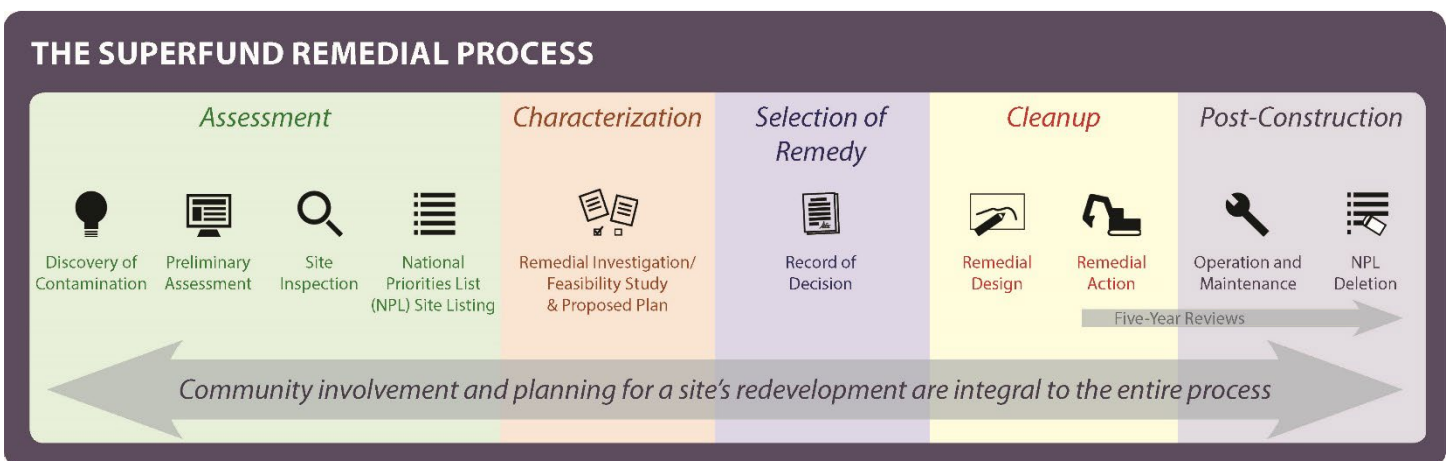 THE SUPERFUND REMEDIAL PROCESS
Assessment
Discovery of
Contamination
Preliminary
Assessment
Site
Inspection
National
Priorities List
(NPL) Site Listing
Characterization
Remedial Investigation/
Feasibility Study
& Proposed Plan
Selection of
Remedy
Record of
Decision
Cleanup
Remedial
Design
Remedial
Action
Post-Construction
Operation and
Maintenance
NPL
Deletion
Five-Year Reviews
Community involvement and planning for a site's redevelopment are integral to the entire process